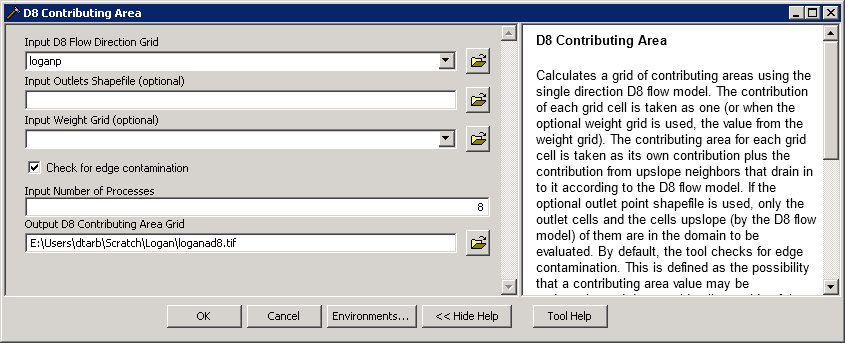 D8 Contributing Area
Input D8 Flow Direction Grid
loganp
Input Outlets Shapefile (optional)
Input Weight Grid (optional)
Check for edge contamination
Input Number of Processes
8
Output D8 Contributing Area Grid
E:\Users\dtarb\Scratch\Logan\loganad8.tif
D8 Contributing Area
Calculates a grid of contributing areas using the
single direction D8 flow model. The contribution
of each grid cell is taken as one (or when the
optional weight grid is used, the value from the
weight grid). The contributing area for each grid
cell is taken as its own contribution plus the
contribution from upslope neighbors that drain in
to it according to the D8 flow model. If the
optional outlet point shapefile is used, only the
outlet cells and the cells upslope (by the D8 flow
model) of them are in the domain to be
evaluated. By default, the tool checks for edge
contamination. This is defined as the possibility
that a contributing area value may be
OK
Cancel
Environments...
<< Hide Help
Tool Help